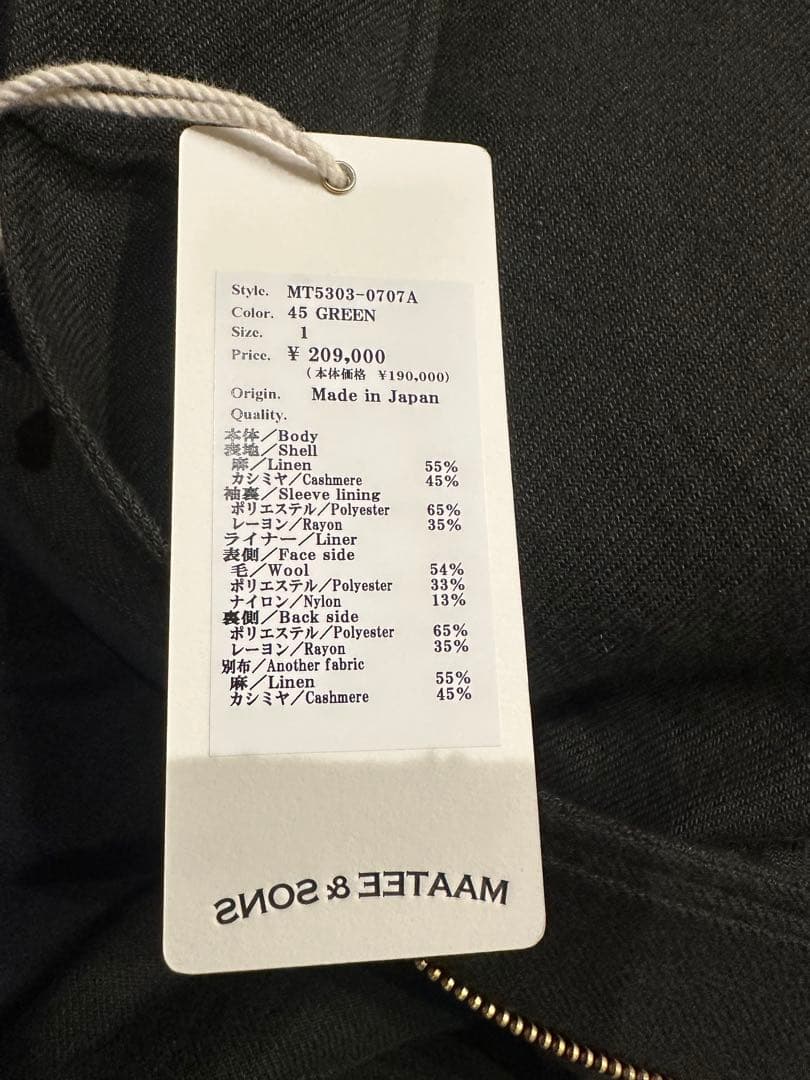 Style. MT5303-0707A
Color. 45 GREEN
Size. 1
Price. ¥ 209,000
(本体価格 ¥190,000)
Origin. Made in Japan
Quality.
本体/Body
表地/Shell
麻/Linen 55%
カシミヤ/Cashmere 45%
袖裏/Sleeve lining
ポリエステル/Polyester 65%
レーヨン/Rayon 35%
ライナー/Liner
表側/Face side
毛/Wool 54%
ポリエステル/Polyester 33%
ナイロン/Nylon 13%
裏側/Back side
ポリエステル/Polyester 65%
レーヨン/Rayon 35%
別布/Another fabric
麻/Linen 55%
カシミヤ/Cashmere 45%
MAATEE & SONS